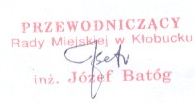 PRZEWODNICZĄCY
Rady Miejskiej w Kłobucku
inż. Józef Batóg